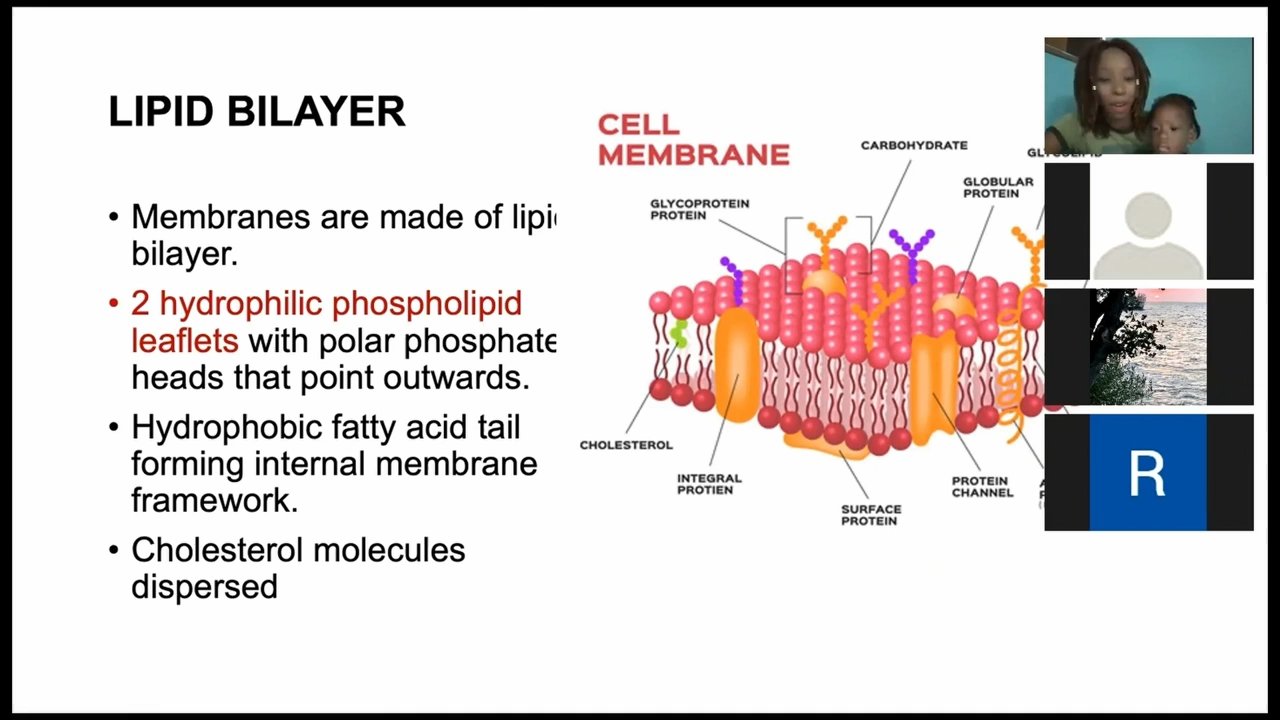 LIPID BILAYER
• Membranes are made of
bilayer.
• 2 hydrophilic phospholipid
leaflets with polar phosphate
heads that point outwards.
• Hydrophobic fatty acid tail
forming internal membrane
framework.
• Cholesterol molecules
dispersed
CELL
MEMBRANE
CARBOHYDRATE
GLYCOLIPID
GLOBULAR
PROTEIN
GLYCOPROTEIN
PROTEIN
CHOLESTEROL
INTEGRAL
PROTIEN
SURFACE
PROTEIN
PROTEIN
CHANNEL
R